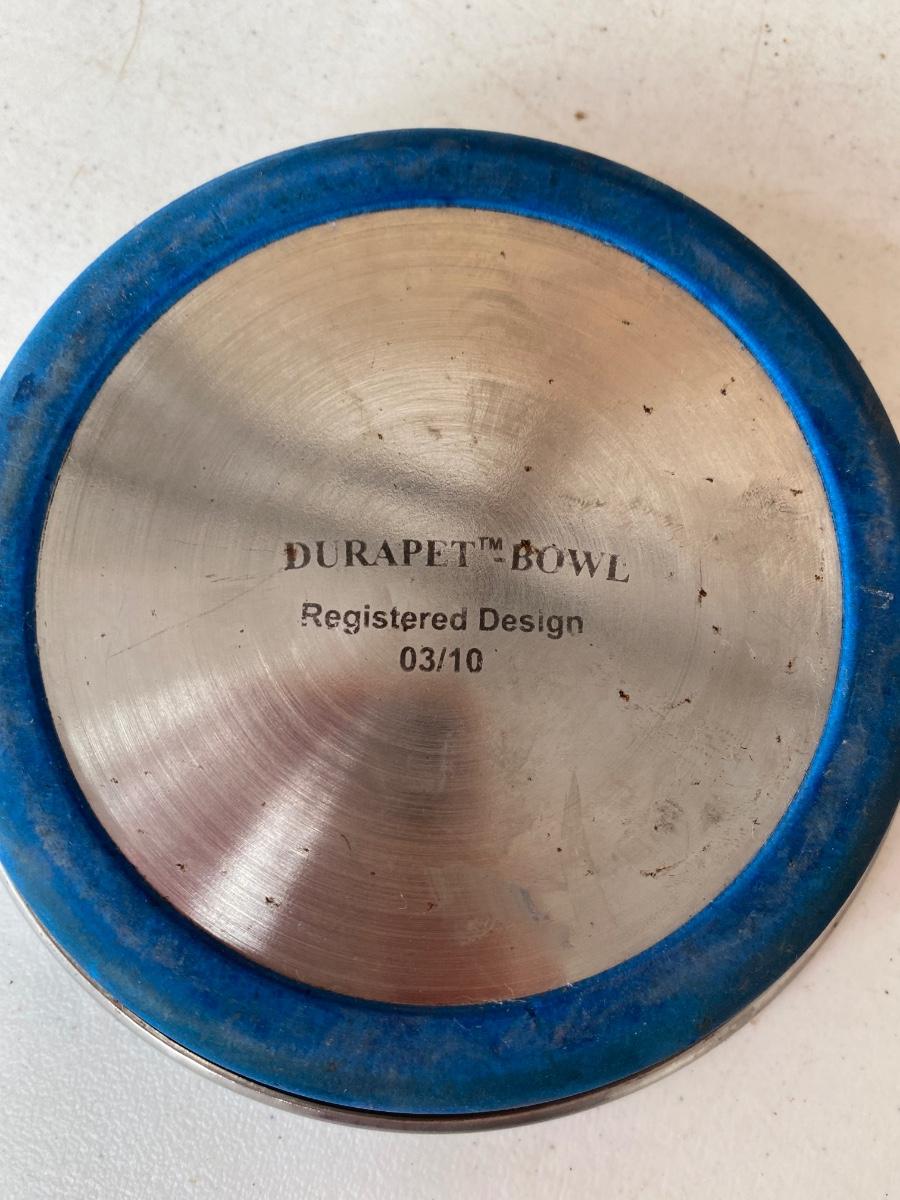 DURAPET™-BOWL
Registered Design
03/10